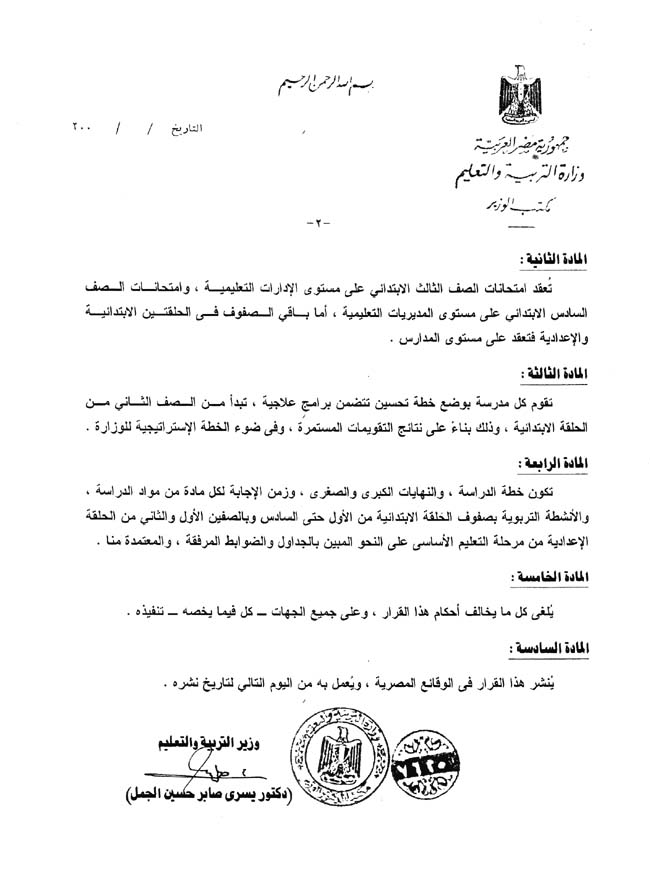 بسم الله الرحمن الرحيم
جمهورية مصر العربية
وزارة التربية والتعليم
مكتب الوزير
التاريخ / / ٢٠٠
-٢-
المادة الثانية :
تُعقد امتحانات الصف الثالث الابتدائي على مستوى الإدارات التعليمية ، وامتحانات الصف
السادس الابتدائي على مستوى المديريات التعليمية ، أما باقي الصفوف فى الحلقتين الابتدائية
والإعدادية فتعقد على مستوى المدارس .
المادة الثالثة :
تقوم كل مدرسة بوضع خطة تحسين تتضمن برامج علاجية ، تبدأ من الصف الثاني من
الحلقة الابتدائية ، وذلك بناءً على نتائج التقويمات المستمرة ، وفى ضوء الخطة الإستراتيجية للوزارة .
المادة الرابعة :
تكون خطة الدراسة ، والنهايات الكبرى والصغرى ، وزمن الإجابة لكل مادة من مواد الدراسة ،
والأنشطة التربوية بصفوف الحلقة الابتدائية من الأول حتى السادس وبالصفين الأول والثاني من الحلقة
الإعدادية من مرحلة التعليم الأساسى على النحو المبين بالجداول والضوابط المرفقة ، والمعتمدة منا .
المادة الخامسة :
يُلغى كل ما يخالف أحكام هذا القرار ، وعلى جميع الجهات ــ كل فيما يخصه ــ تنفيذه .
المادة السادسة :
يُنشر هذا القرار فى الوقائع المصرية ، ويُعمل به من اليوم التالي لتاريخ نشره .
وزير التربية والتعليم
(دكتور يسرى صابر حسين الجمل)